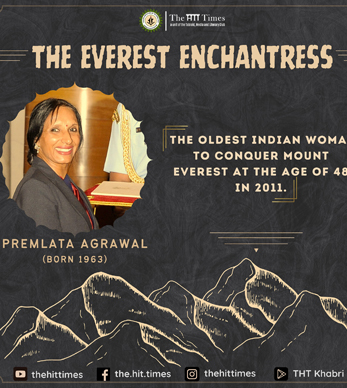 The हित Times
THE EVEREST ENCHANTRESS
THE OLDEST INDIAN WOMA
TO CONQUER MOUNT
EVEREST AT THE AGE OF 48
IN 2011.
PREMLATA AGRAWAL
(BORN 1963)
thehittimes
the.hit.times
thehittimes
THT Khabri